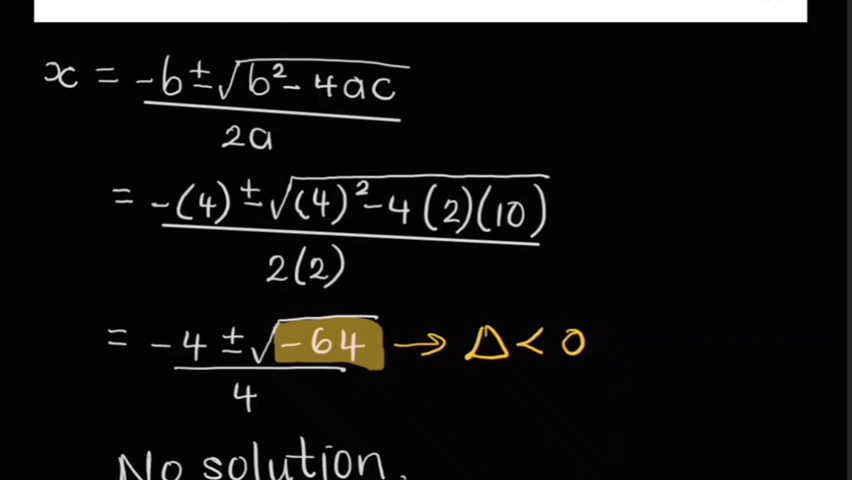 x = -b ± √b² - 4ac
2a
= -(4) ± √(4)² - 4(2)(10)
2(2)
= -4 ± √-64 → Δ < 0
4
No solution.